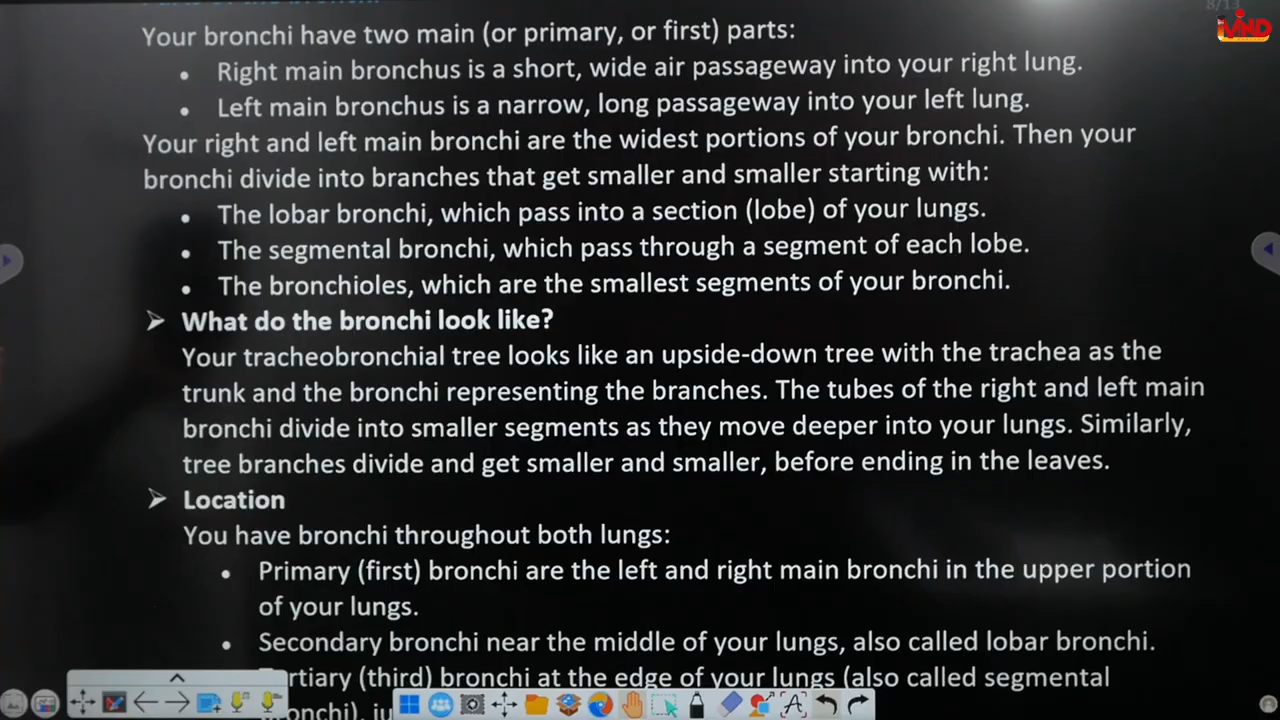 8/13
Your bronchi have two main (or primary, or first) parts:
• Right main bronchus is a short, wide air passageway into your right lung.
• Left main bronchus is a narrow, long passageway into your left lung.
Your right and left main bronchi are the widest portions of your bronchi. Then your
bronchi divide into branches that get smaller and smaller starting with:
• The lobar bronchi, which pass into a section (lobe) of your lungs.
• The segmental bronchi, which pass through a segment of each lobe.
• The bronchioles, which are the smallest segments of your bronchi.
➢ What do the bronchi look like?
Your tracheobronchial tree looks like an upside-down tree with the trachea as the
trunk and the bronchi representing the branches. The tubes of the right and left main
bronchi divide into smaller segments as they move deeper into your lungs. Similarly,
tree branches divide and get smaller and smaller, before ending in the leaves.
➢ Location
You have bronchi throughout both lungs:
• Primary (first) bronchi are the left and right main bronchi in the upper portion
of your lungs.
• Secondary bronchi near the middle of your lungs, also called lobar bronchi.
rtiary (third) bronchi at the edge of your lungs (also called segmental